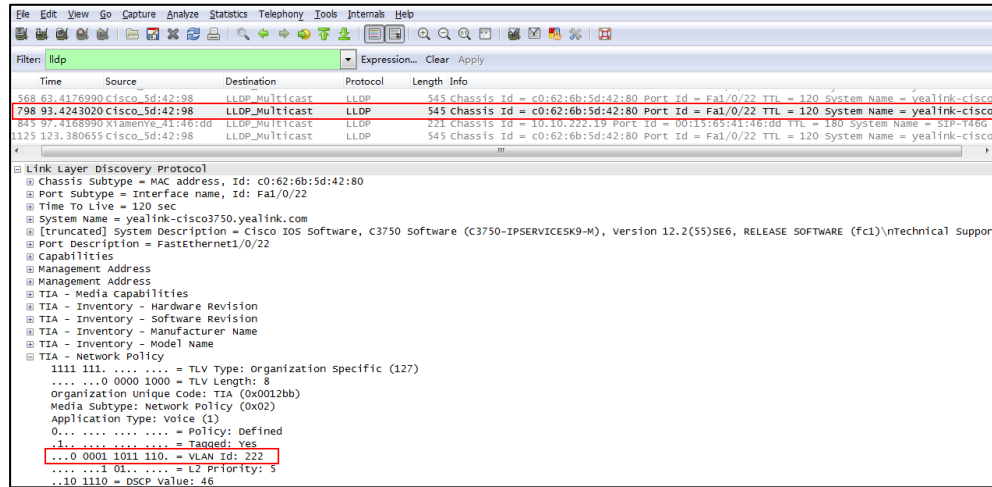 File Edit View Go Capture Analyze Statistics Telephony Tools Internals Help
Filter: lldp Expression... Clear Apply
Time Source Destination Protocol Length Info
568 63.4176990 Cisco_5d:42:98 LLDP_Multicast LLDP 545 Chassis Id = c0:62:6b:5d:42:80 Port Id = Fa1/0/22 TTL = 120 System Name = yealink-cisco
798 93.4243020 Cisco_5d:42:98 LLDP_Multicast LLDP 545 Chassis Id = c0:62:6b:5d:42:80 Port Id = Fa1/0/22 TTL = 120 System Name = yealink-cisco
845 97.4168990 XiamenYe_41:46:dd LLDP_Multicast LLDP 221 Chassis Id = 10.10.222.19 Port Id = 00:15:65:41:46:dd TTL = 180 System Name = SIP-T46G
1125 123.380655 Cisco_5d:42:98 LLDP_Multicast LLDP 545 Chassis Id = c0:62:6b:5d:42:80 Port Id = Fa1/0/22 TTL = 120 System Name = yealink-cisco
Link Layer Discovery Protocol
Chassis Subtype = MAC address, Id: c0:62:6b:5d:42:80
Port Subtype = Interface name, Id: Fa1/0/22
Time To Live = 120 sec
System Name = yealink-cisco3750.yealink.com
[truncated] System Description = Cisco IOS Software, C3750 Software (C3750-IPSERVICESK9-M), Version 12.2(55)SE6, RELEASE SOFTWARE (fc1)\nTechnical Suppor
Port Description = FastEthernet1/0/22
Capabilities
Management Address
Management Address
TIA - Media Capabilities
TIA - Inventory - Hardware Revision
TIA - Inventory - Software Revision
TIA - Inventory - Manufacturer Name
TIA - Inventory - Model Name
TIA - Network Policy
1111 111. .... .... = TLV Type: Organization Specific (127)
.... ...0 0000 1000 = TLV Length: 8
Organization Unique Code: TIA (0x0012bb)
Media Subtype: Network Policy (0x02)
Application Type: Voice (1)
0... .... .... .... = Policy: Defined
.1.. .... .... .... = Tagged: Yes
...0 0001 1011 110. = VLAN Id: 222
.... ...1 01.. .... = L2 Priority: 5
..10 1110 = DSCP Value: 46